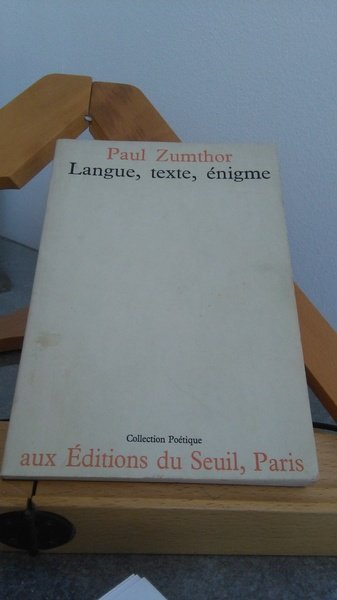 Paul Zumthor
Langue, texte, énigme
Collection Poétique
aux Éditions du Seuil, Paris